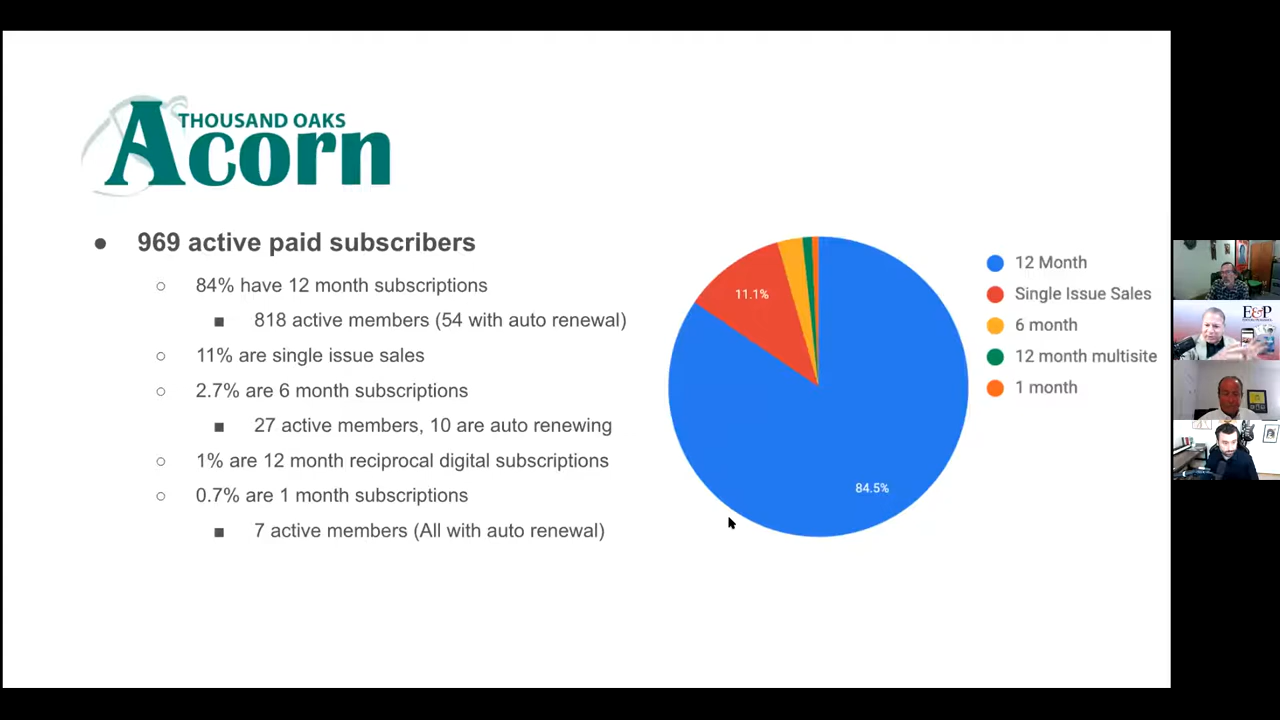 THOUSAND OAKS
Acorn
● 969 active paid subscribers
○ 84% have 12 month subscriptions
■ 818 active members (54 with auto renewal)
○ 11% are single issue sales
○ 2.7% are 6 month subscriptions
■ 27 active members, 10 are auto renewing
○ 1% are 12 month reciprocal digital subscriptions
○ 0.7% are 1 month subscriptions
■ 7 active members (All with auto renewal)
11.1%
84.5%
12 Month
Single Issue Sales
6 month
12 month multisite
1 month
E&P